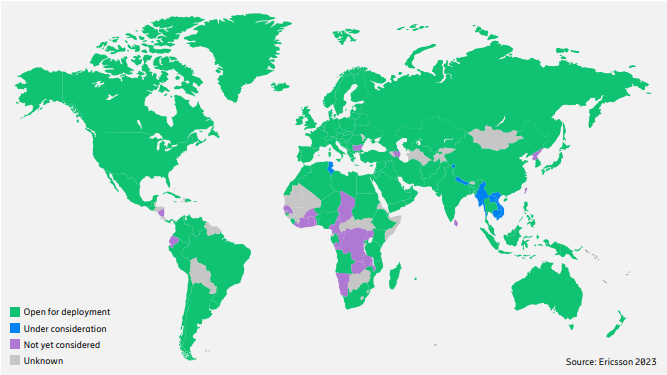 Open for deployment
Under consideration
Not yet considered
Unknown
Source: Ericsson 2023